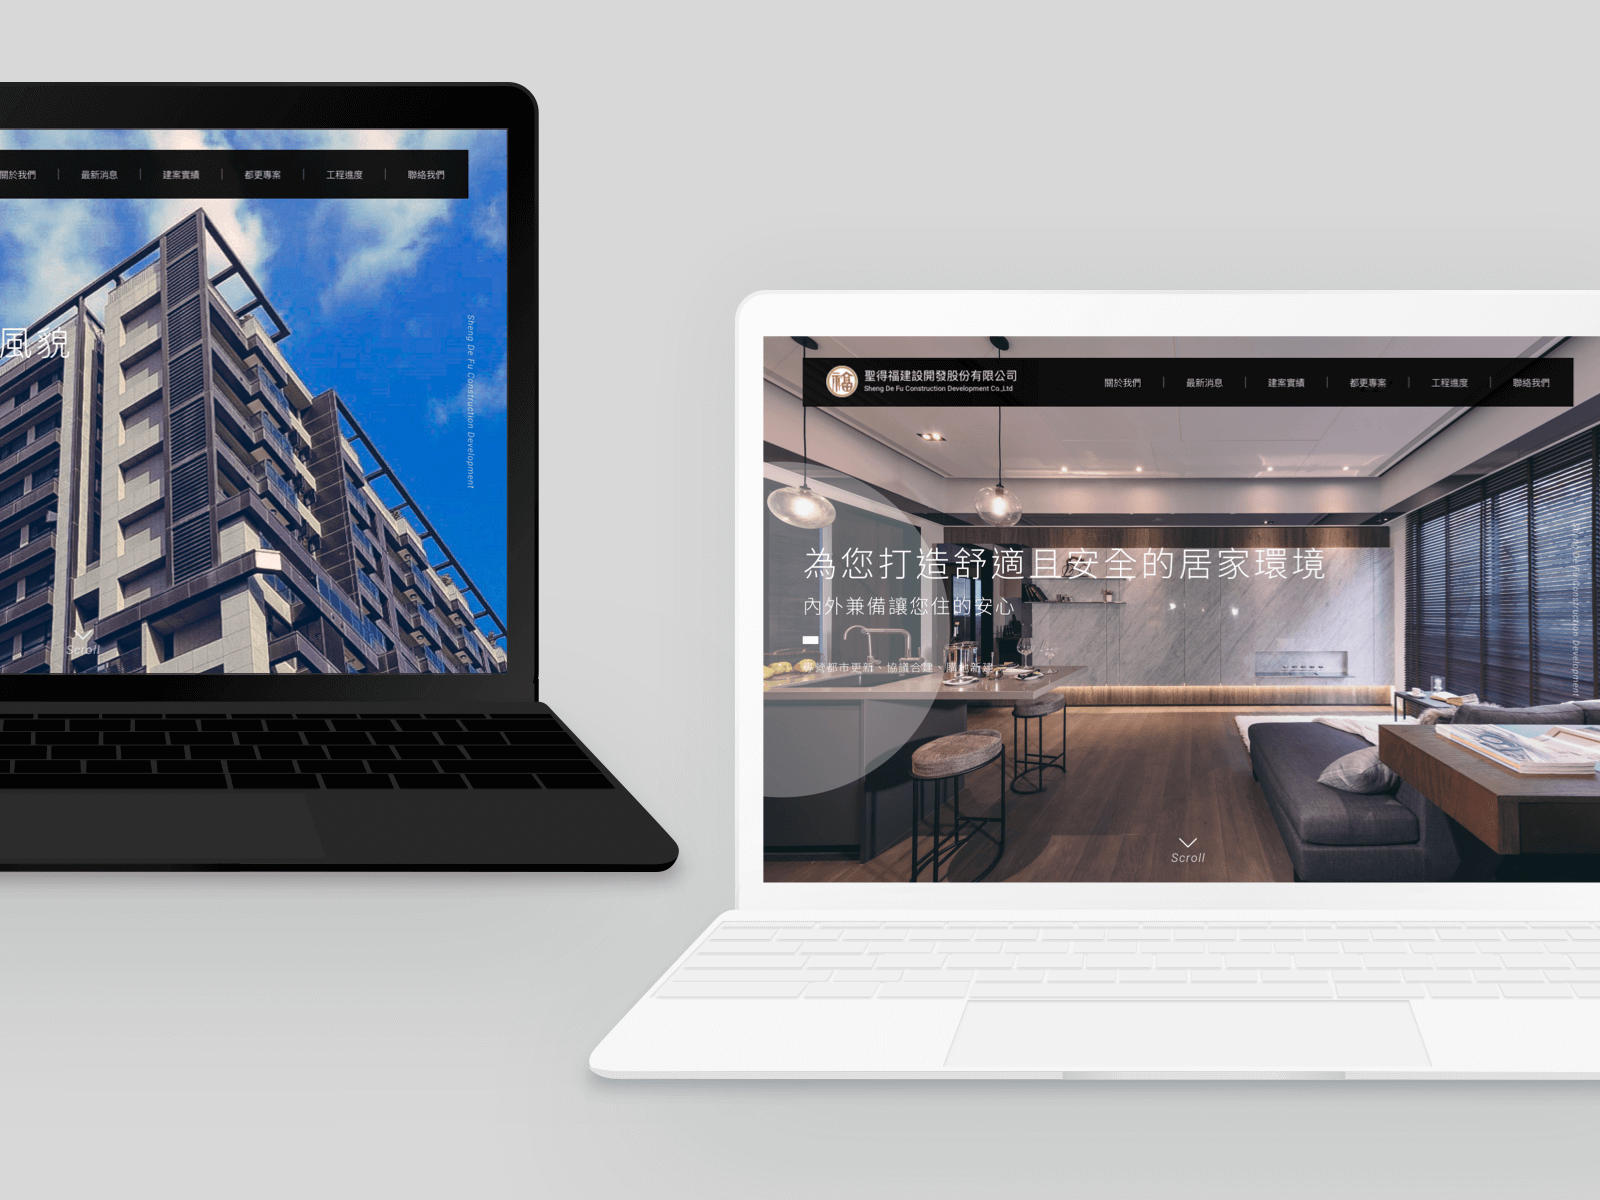 關於我們 | 最新消息 | 建案實績 | 都更專案 | 工程進度 | 聯絡我們
風貌
Sheng De Fu Construction Development
Scroll
福
聖得福建設開發股份有限公司
Sheng De Fu Construction Development Co.,Ltd
關於我們 | 最新消息 | 建案實績 | 都更專案 | 工程進度 | 聯絡我們
為您打造舒適且安全的居家環境
內外兼備讓您住的安心
專營都市更新、協議合建、購地新建
Sheng De Fu Construction Development
Scroll